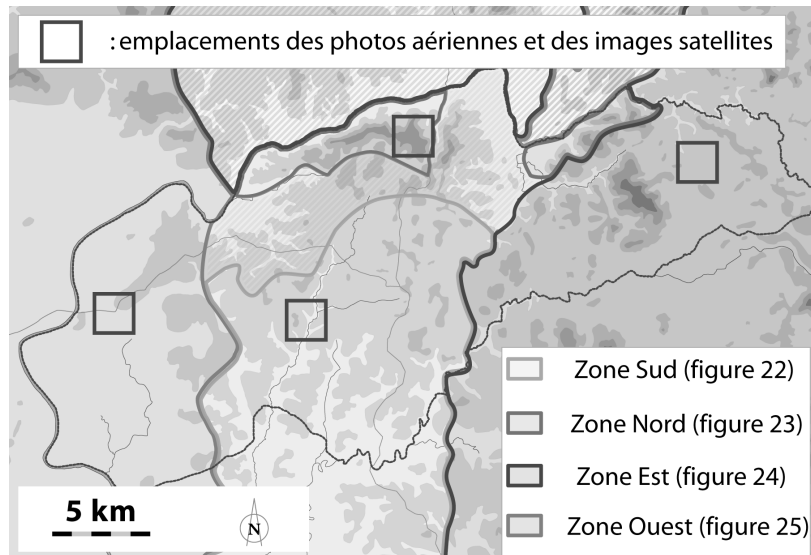 : emplacements des photos aériennes et des images satellites
Zone Sud (figure 22)
Zone Nord (figure 23)
Zone Est (figure 24)
Zone Ouest (figure 25)
5 km
N